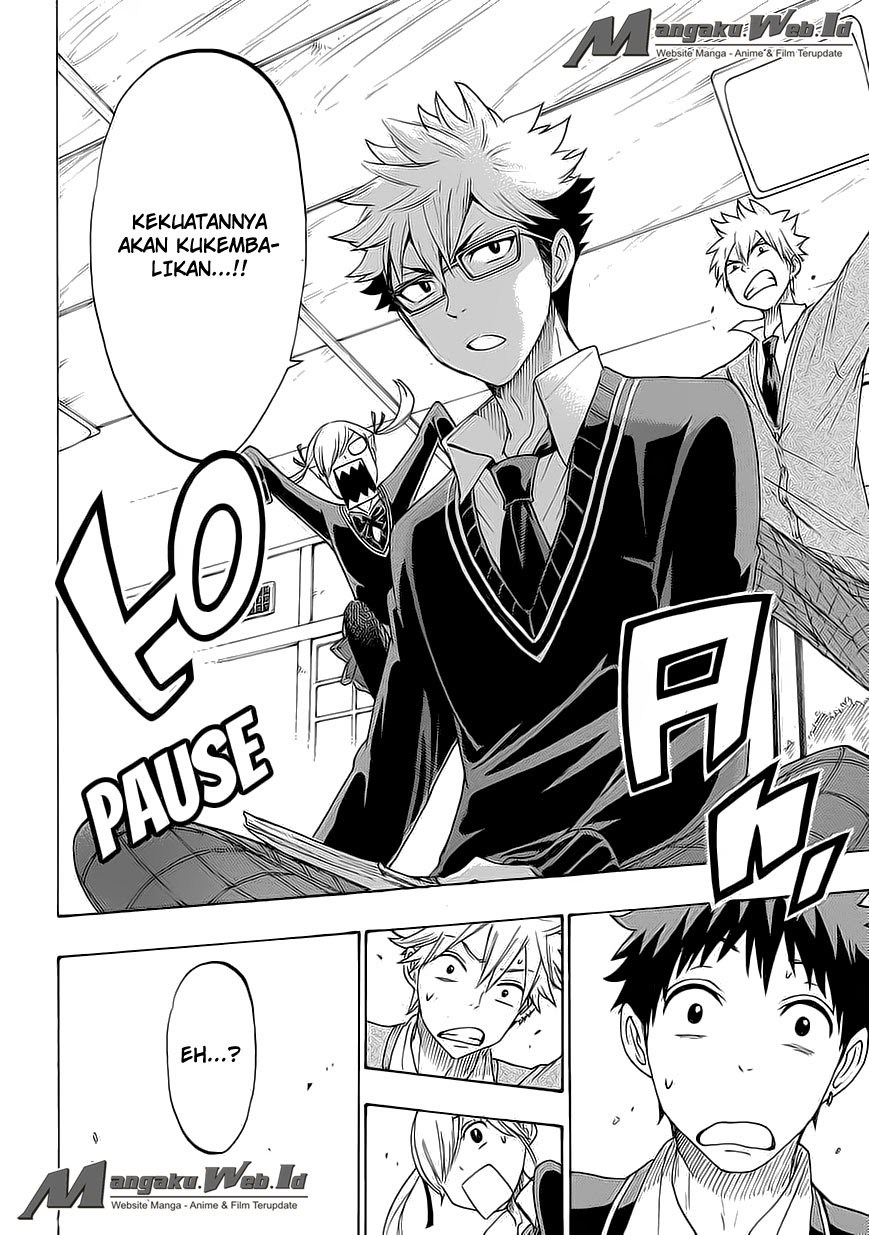 Mangaku.Web.Id
Website Manga - Anime & Film Terupdate
KEKUATANNYA
AKAN KUKEMBA-
LIKAN...!!
PAUSE
EH...?
Mangaku.Web.Id
Website Manga - Anime & Film Terupdate